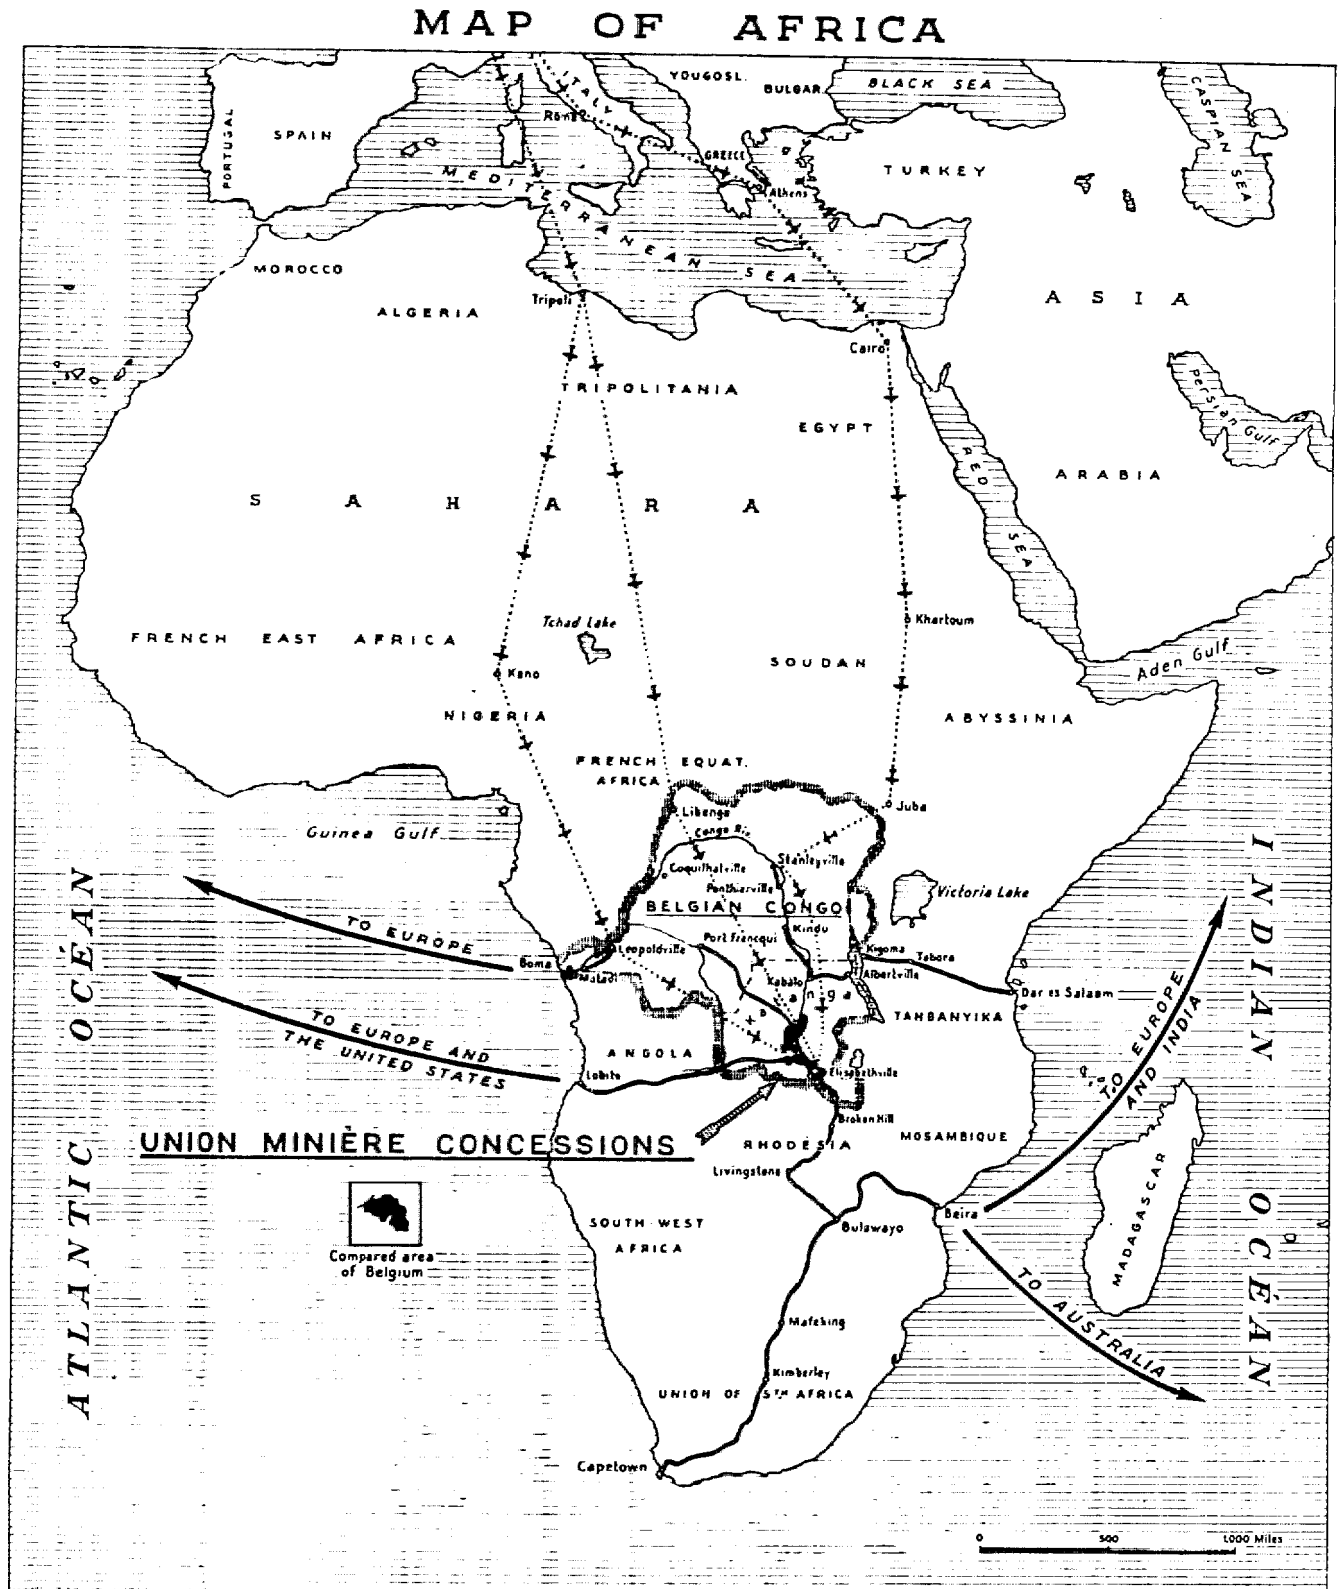 MAP OF AFRICA
YOUGOSL.
BULGAR.
BLACK SEA
CASPIAN SEA
ITALY
Rome
PORTUGAL
SPAIN
GREECE
Athens
TURKEY
MEDITERRANEAN SEA
MOROCCO
ALGERIA
Tripoli
ASIA
Cairo
TRIPOLITANIA
EGYPT
Persian Gulf
RED SEA
ARABIA
SAHARA
FRENCH EAST AFRICA
Tchad Lake
Khartoum
SOUDAN
Aden Gulf
Kano
NIGERIA
ABYSSINIA
FRENCH EQUAT.
AFRICA
Juba
Libenge
Guinea Gulf
Congo Riv.
Stanleyville
Coquilhatville
Ponthierville
Victoria Lake
BELGIAN CONGO
Kindu
TO EUROPE
Leopoldville
Port Francqui
Kigoma
Tabora
Boma
Matadi
Kabalo
Albertville
Dar es Salaam
TANBANYIKA
TO EUROPE AND
THE UNITED STATES
ANGOLA
Lobito
Elisabethville
TO EUROPE
AND INDIA
Broken Hill
UNION MINIÈRE CONCESSIONS
RHODESIA
MOSAMBIQUE
Livingstone
MADAGASCAR
Compared area
of Belgium
SOUTH-WEST
AFRICA
Bulawayo
Beira
TO AUSTRALIA
Mafeking
Kimberley
UNION OF STH AFRICA
Capetown
ATLANTIC OCÉAN
INDIAN OCÉAN
0 500 1.000 Miles